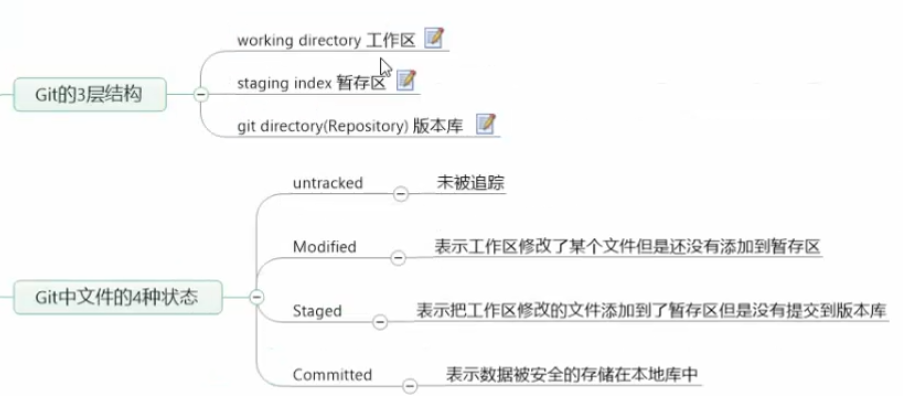 Git的3层结构
working directory 工作区
staging index 暂存区
git directory(Repository) 版本库
Git中文件的4种状态
untracked
未被追踪
Modified
表示工作区修改了某个文件但是还没有添加到暂存区
Staged
表示把工作区修改的文件添加到了暂存区但是没有提交到版本库
Committed
表示数据被安全的存储在本地库中